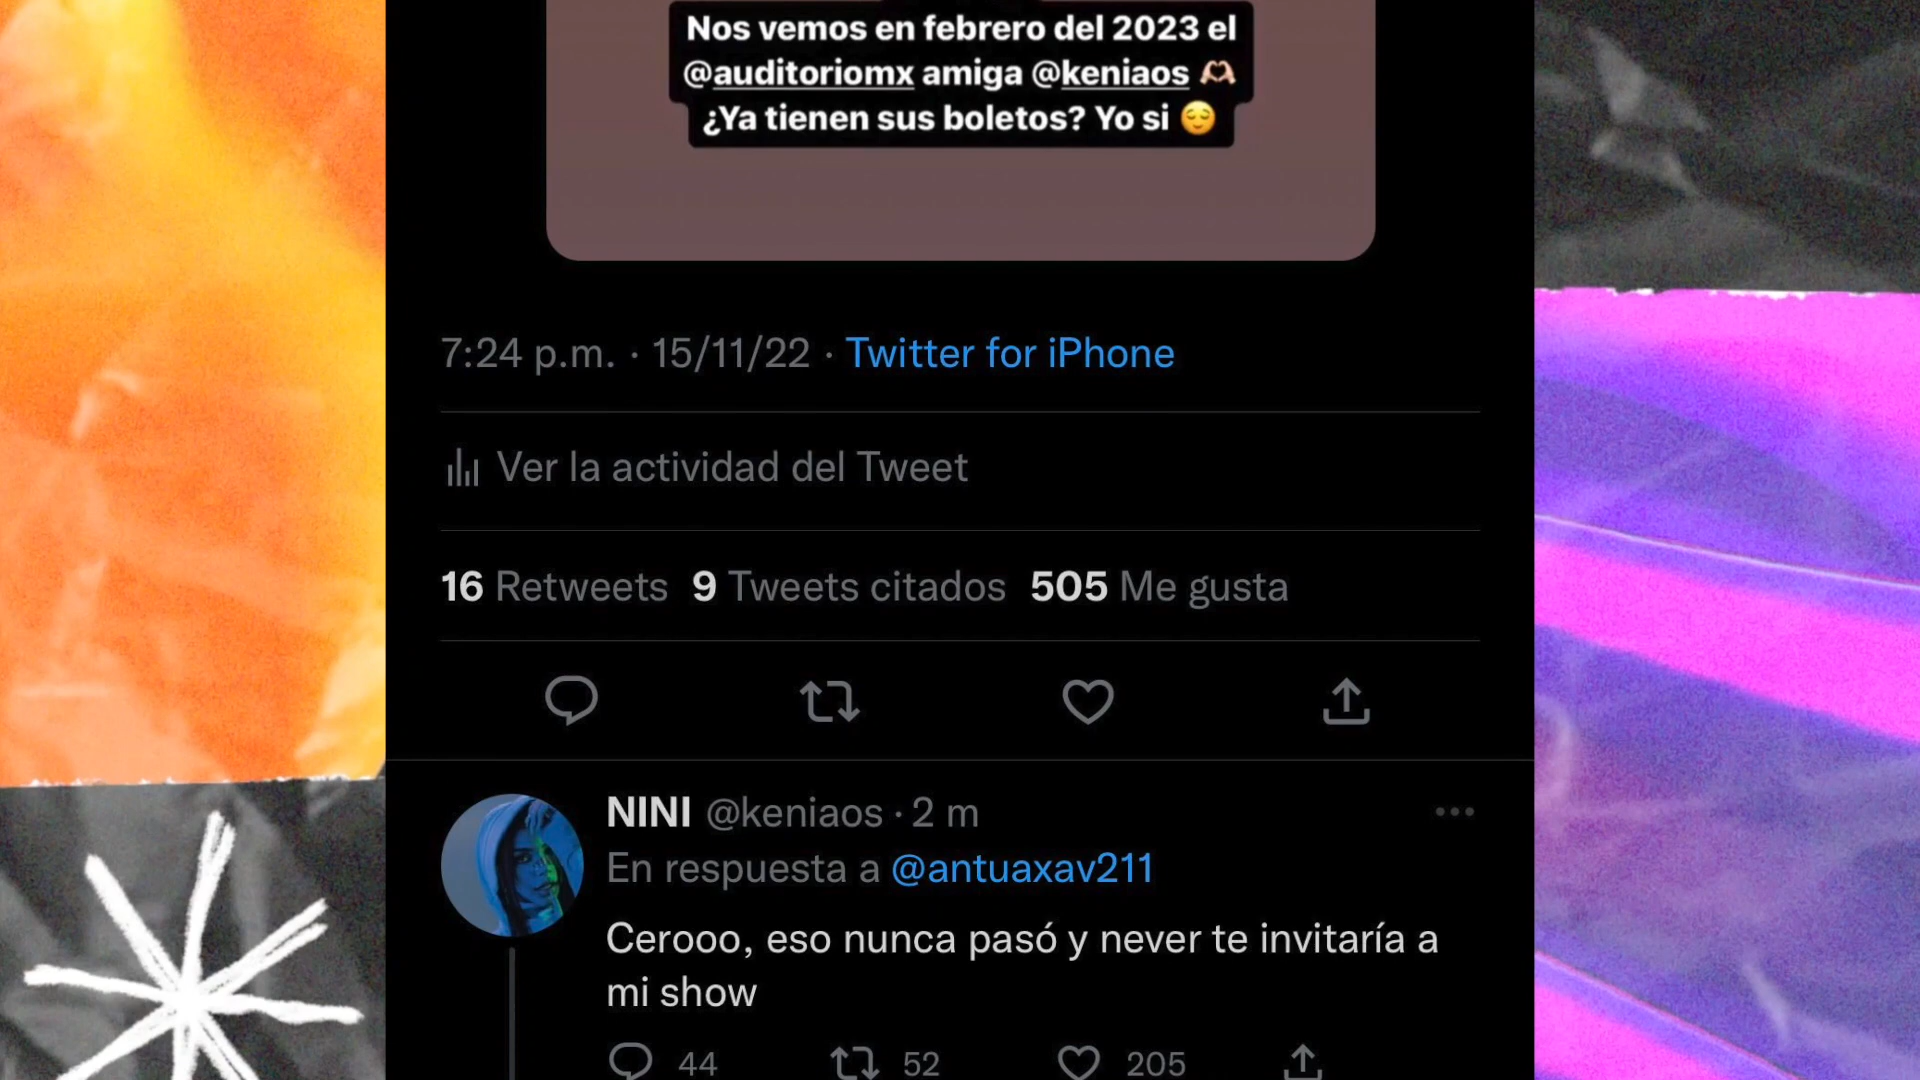 Nos vemos en febrero del 2023 el
@auditoriomx amiga @keniaos 🫶🏼
¿Ya tienen sus boletos? Yo si 😌
7:24 p.m. · 15/11/22 · Twitter for iPhone
Ver la actividad del Tweet
16 Retweets 9 Tweets citados 505 Me gusta
NINI @keniaos · 2 m
En respuesta a @antuaxav211
Cerooo, eso nunca pasó y never te invitaría a
mi show
44 52 205